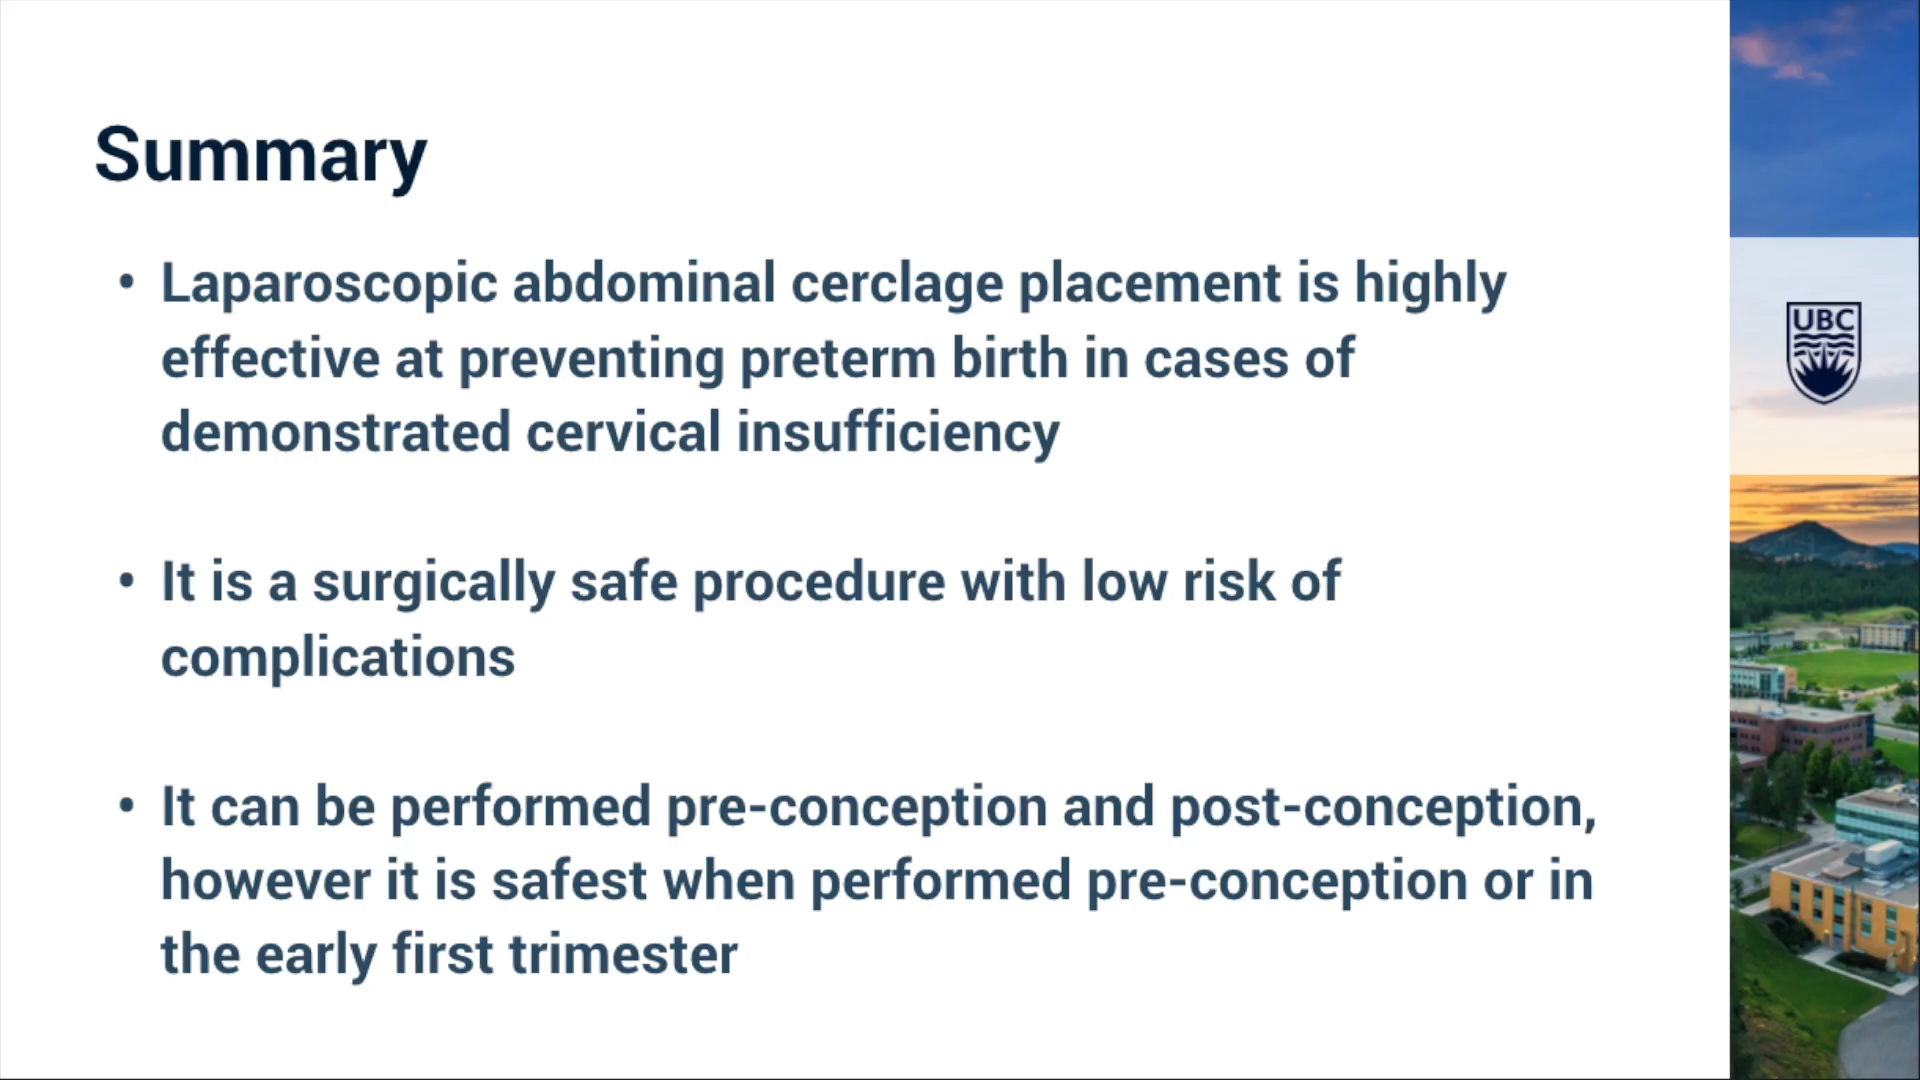 Summary
• Laparoscopic abdominal cerclage placement is highly
effective at preventing preterm birth in cases of
demonstrated cervical insufficiency
• It is a surgically safe procedure with low risk of
complications
• It can be performed pre-conception and post-conception,
however it is safest when performed pre-conception or in
the early first trimester
UBC